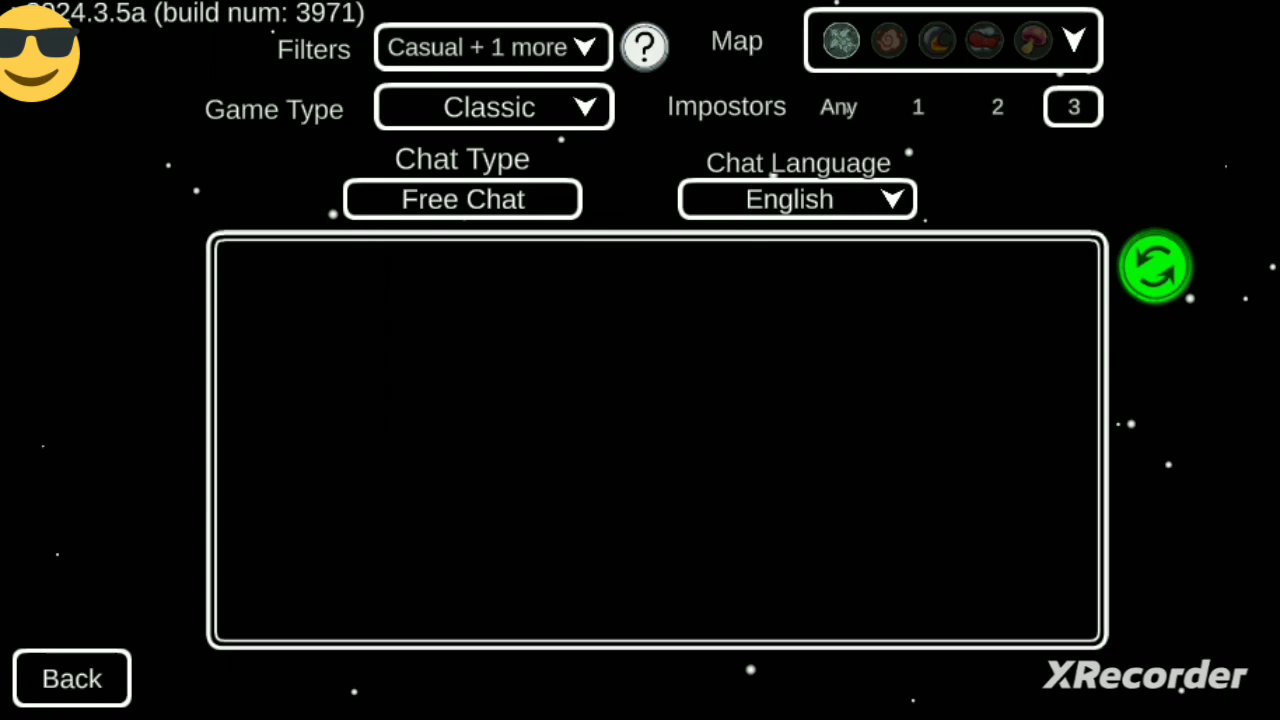 2024.3.5a (build num: 3971)
Filters
Casual + 1 more
?
Map
Game Type
Classic
Impostors
Any
1
2
3
Chat Type
Chat Language
Free Chat
English
Back
XRecorder